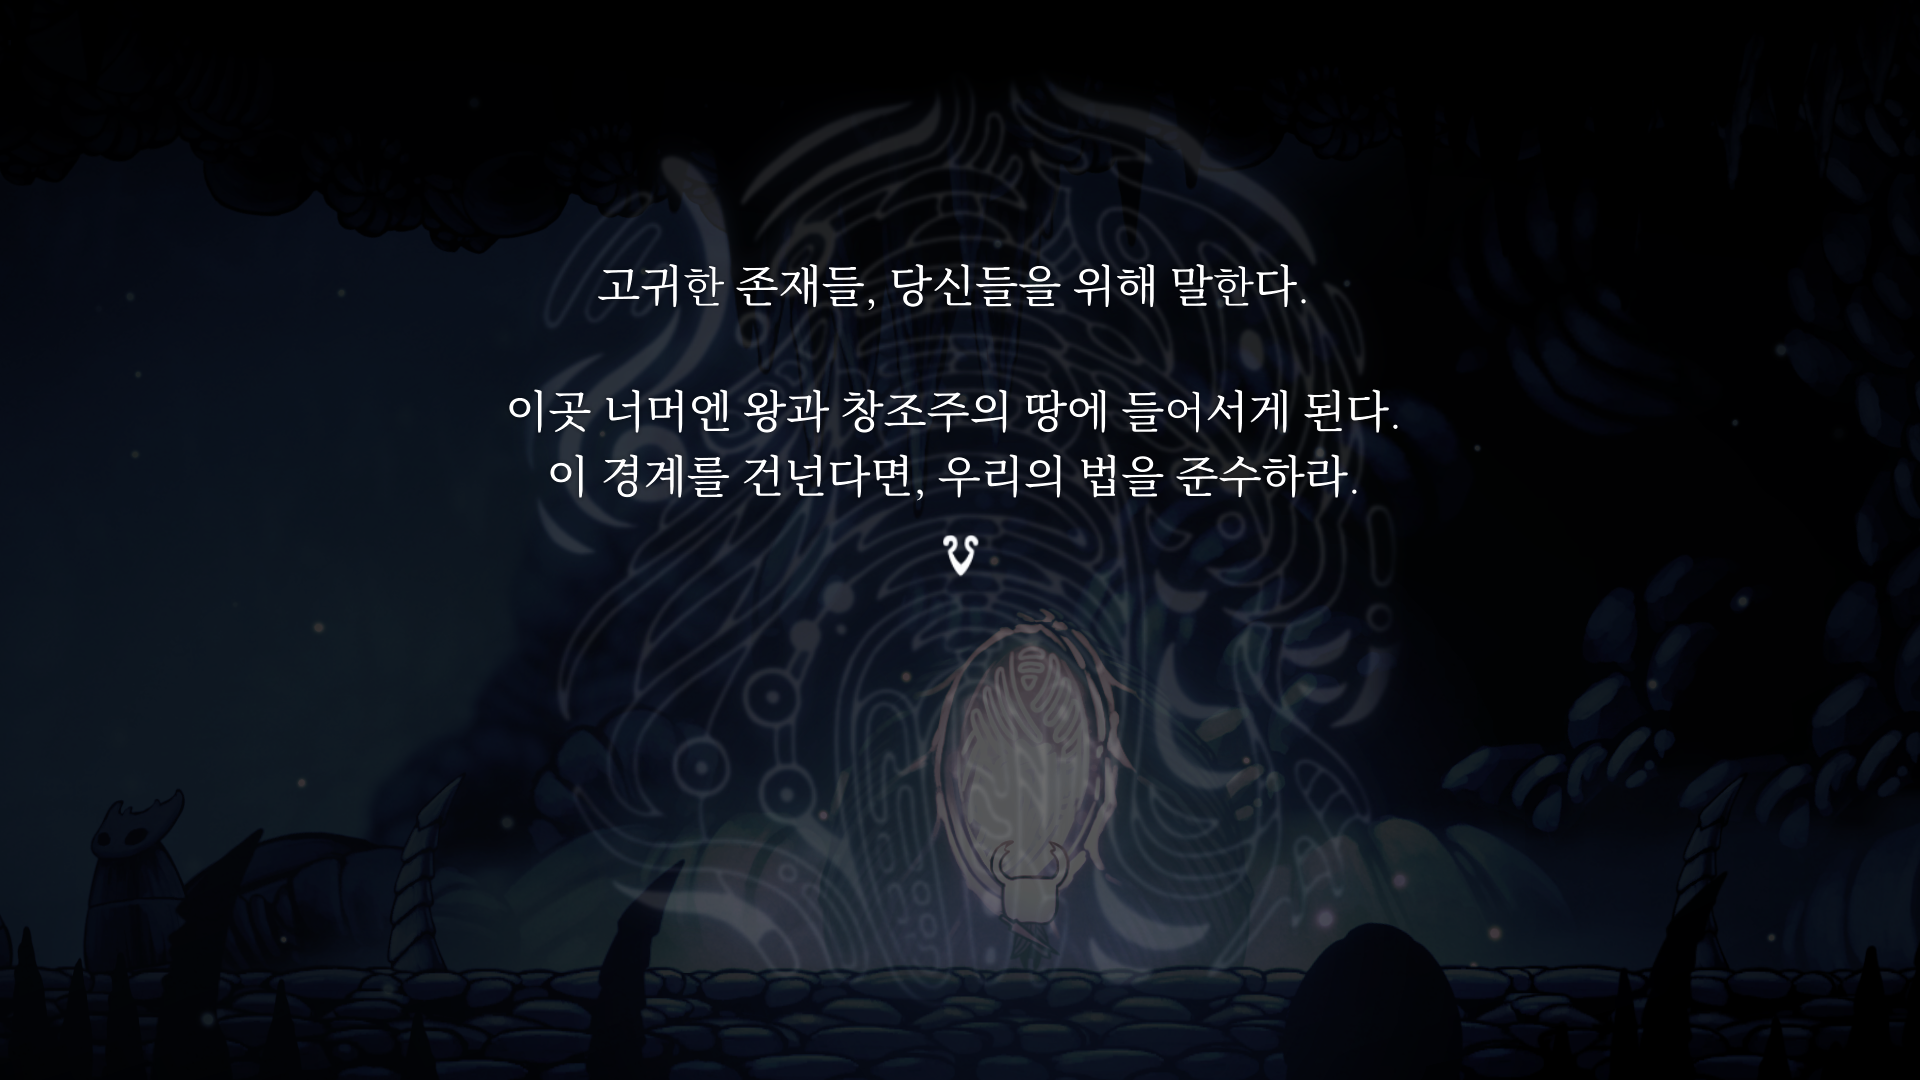 고귀한 존재들, 당신들을 위해 말한다.
이곳 너머엔 왕과 창조주의 땅에 들어서게 된다.
이 경계를 건넌다면, 우리의 법을 준수하라.